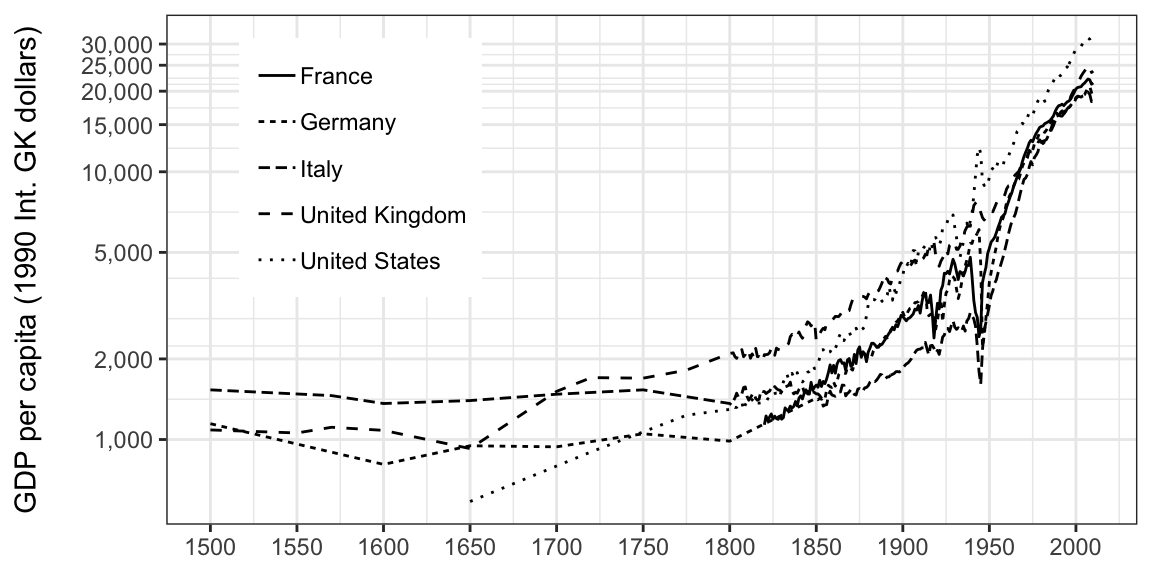 GDP per capita (1990 Int. GK dollars)
30,000
25,000
20,000
15,000
10,000
5,000
2,000
1,000
France
Germany
Italy
United Kingdom
United States
1500 1550 1600 1650 1700 1750 1800 1850 1900 1950 2000